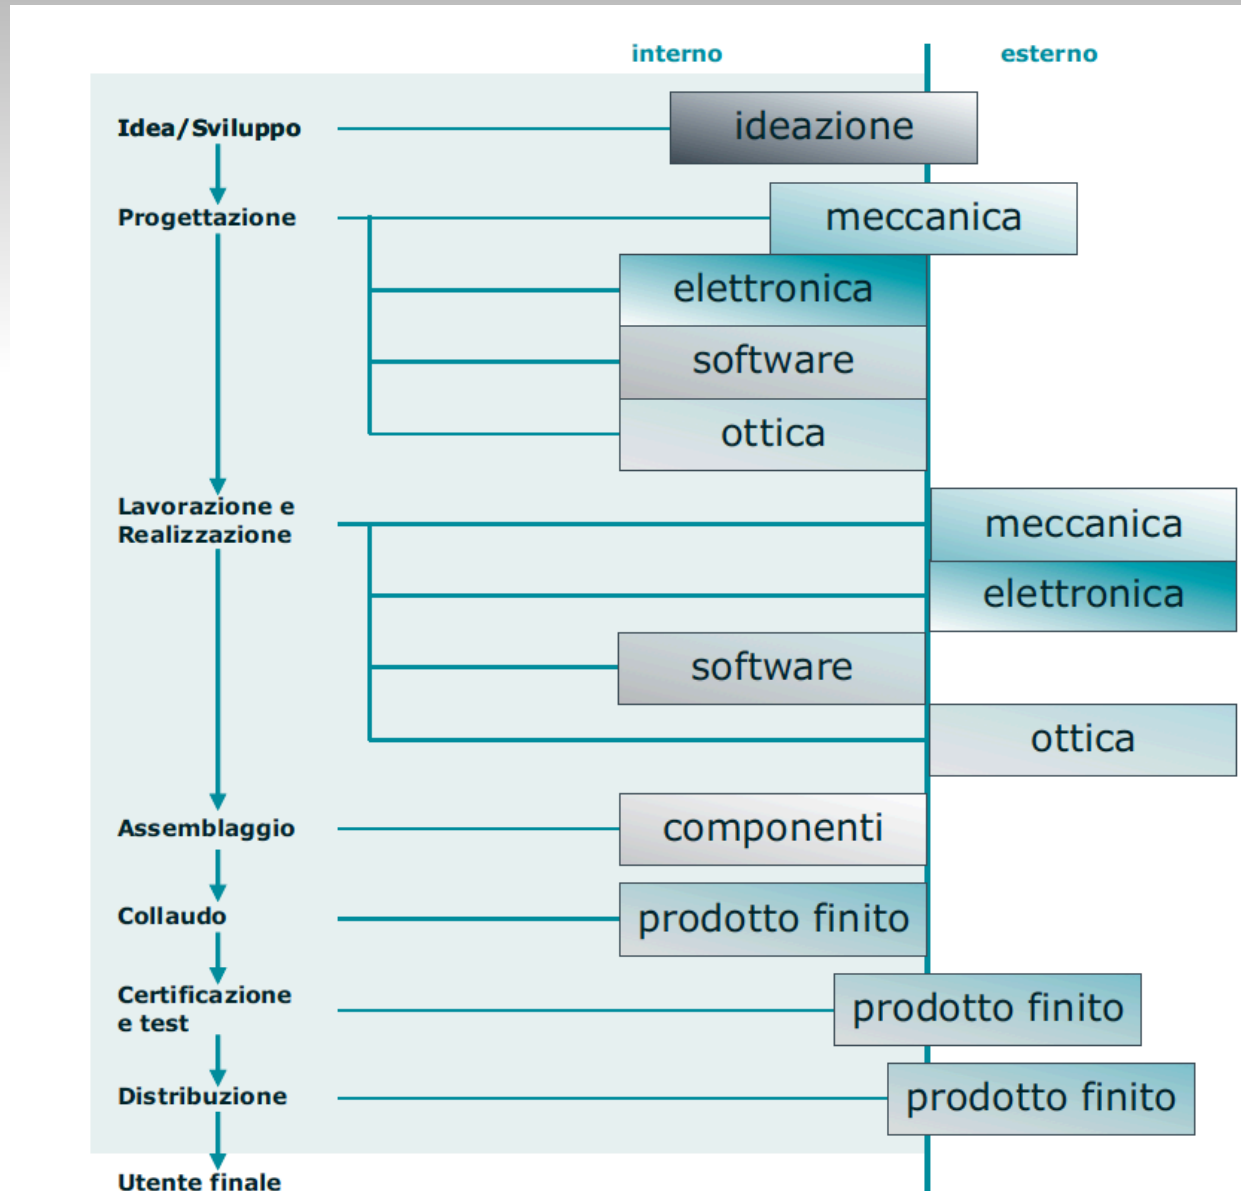 interno
esterno
Idea/Sviluppo
ideazione
Progettazione
meccanica
elettronica
software
ottica
Lavorazione e
Realizzazione
meccanica
elettronica
software
ottica
Assemblaggio
componenti
Collaudo
prodotto finito
Certificazione
e test
prodotto finito
Distribuzione
prodotto finito
Utente finale